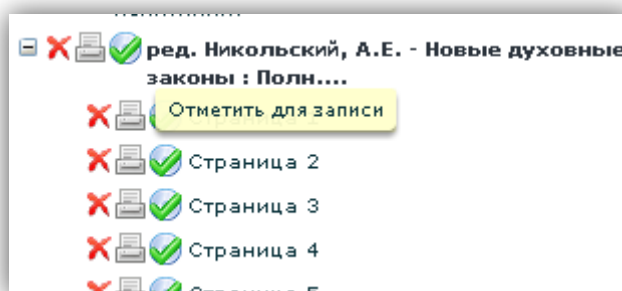 ред. Никольский, А.Е. - Новые духовные
законы : Полн....
Отметить для записи
Страница 2
Страница 3
Страница 4